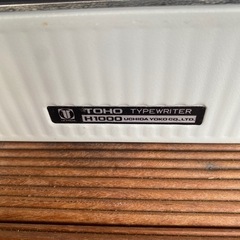 TOHO TYPEWRITER
H1000 UCHIDA YOKO CO., LTD.